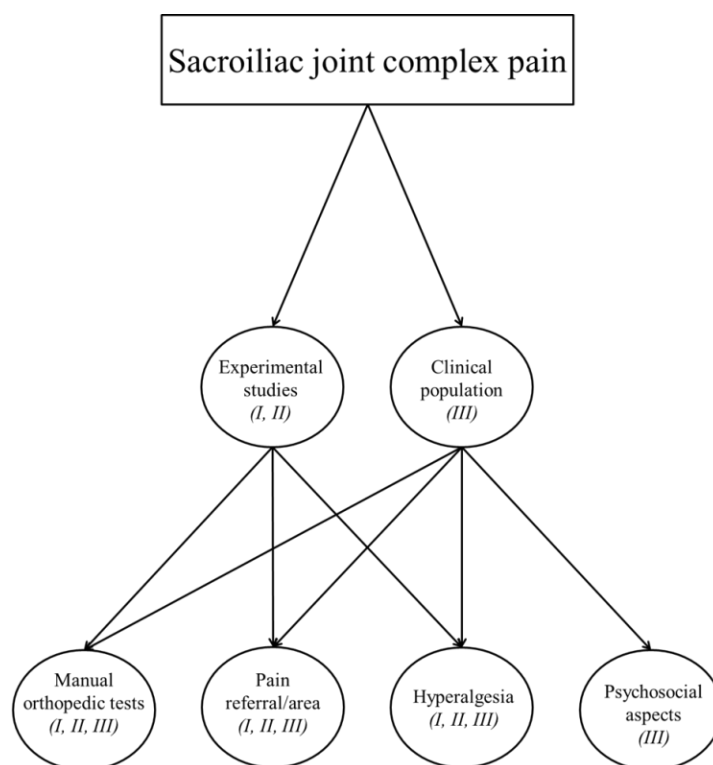 Sacroiliac joint complex pain
Experimental
studies
(I, II)
Clinical
population
(III)
Manual
orthopedic tests
(I, II, III)
Pain
referral/area
(I, II, III)
Hyperalgesia
(I, II, III)
Psychosocial
aspects
(III)